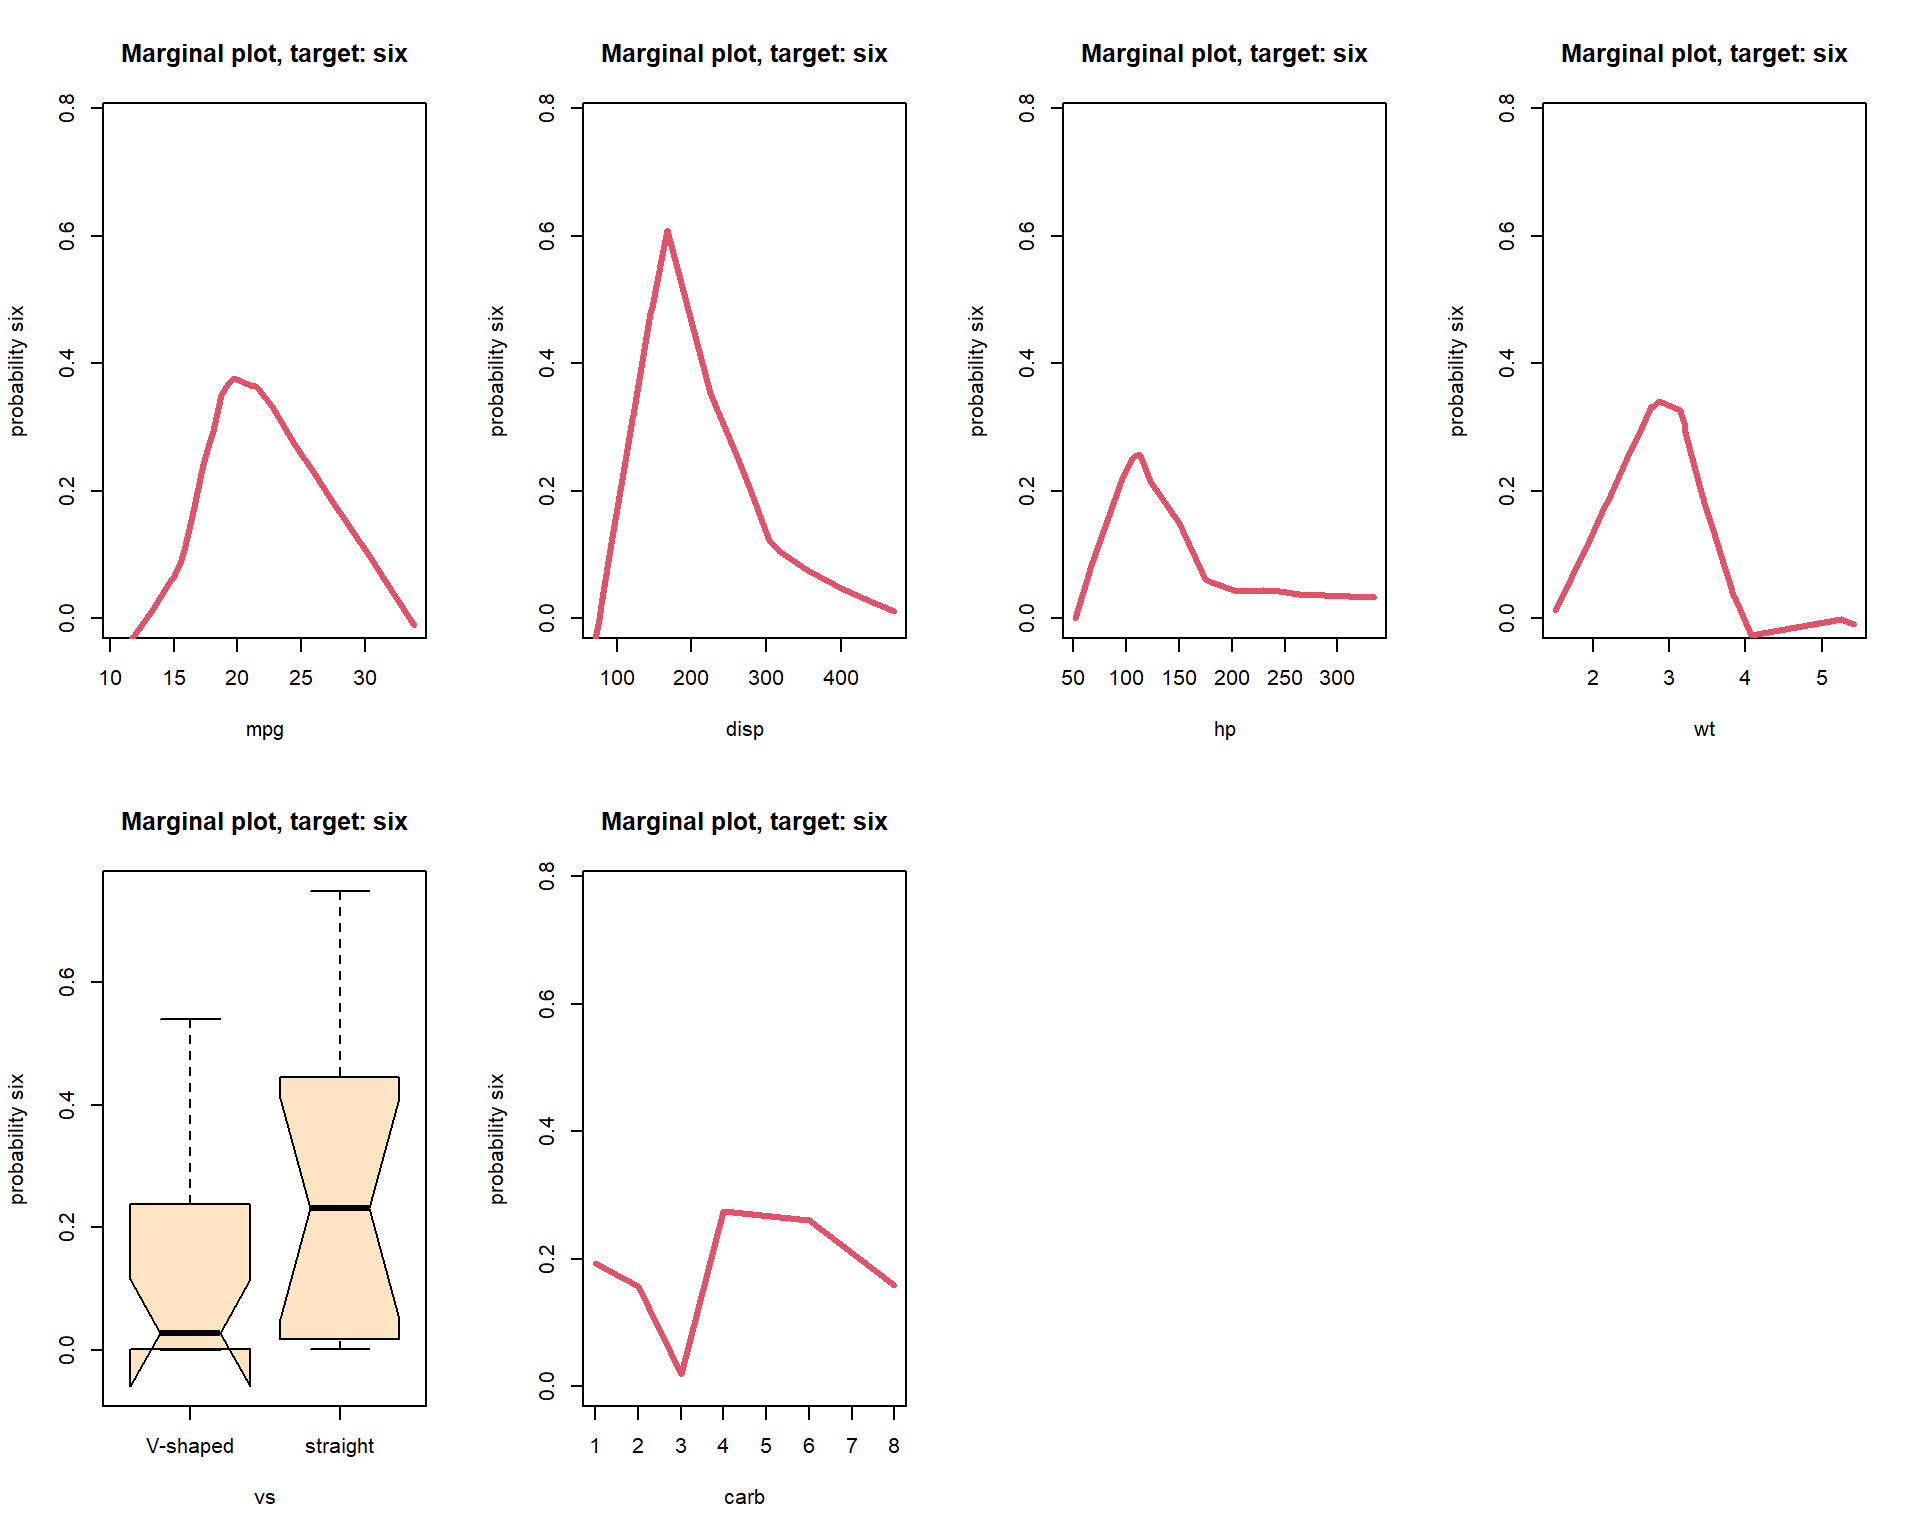 Marginal plot, target: six
probability six
0.0 0.2 0.4 0.6 0.8
10 15 20 25 30
mpg
Marginal plot, target: six
probability six
0.0 0.2 0.4 0.6 0.8
100 200 300 400
disp
Marginal plot, target: six
probability six
0.0 0.2 0.4 0.6 0.8
50 100 150 200 250 300
hp
Marginal plot, target: six
probability six
0.0 0.2 0.4 0.6 0.8
2 3 4 5
wt
Marginal plot, target: six
probability six
0.0 0.2 0.4 0.6
V-shaped straight
vs
Marginal plot, target: six
probability six
0.0 0.2 0.4 0.6 0.8
1 2 3 4 5 6 7 8
carb